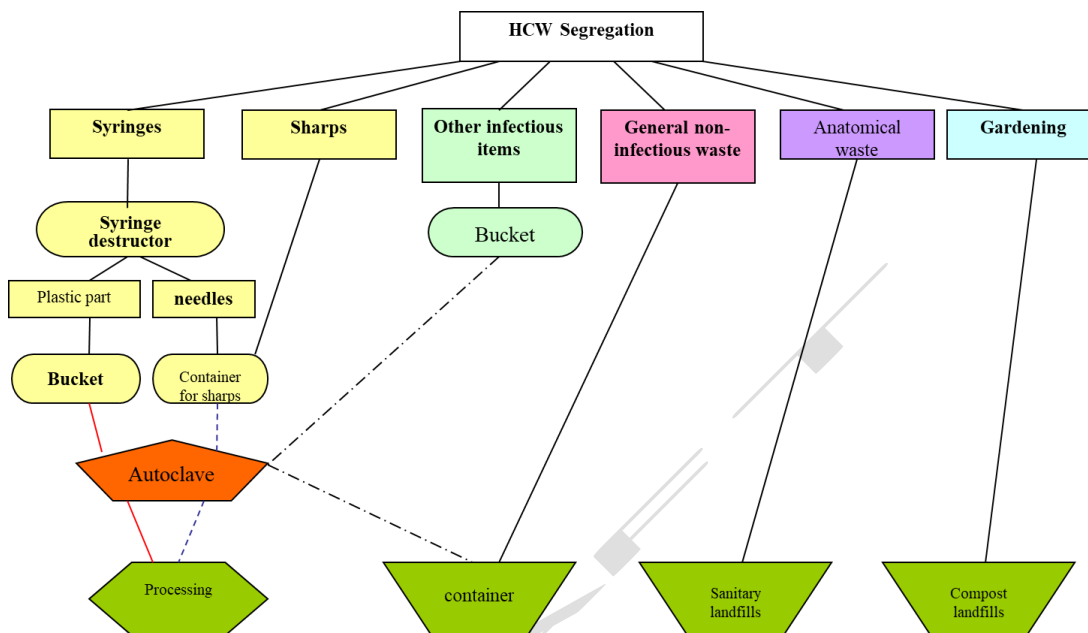 HCW Segregation
Syringes
Sharps
Other infectious
items
General non-
infectious waste
Anatomical
waste
Gardening
Syringe
destructor
Bucket
Plastic part
needles
Bucket
Container
for sharps
Autoclave
Processing
container
Sanitary
landfills
Compost
landfills